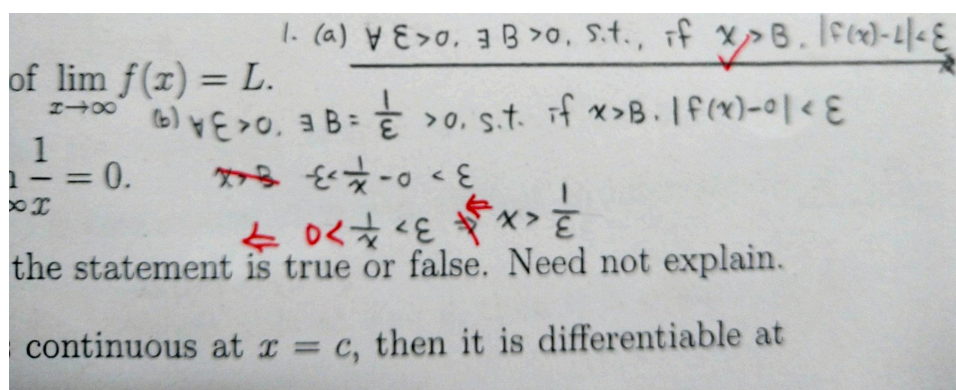 1. (a) ∀ ε>0, ∃ B>0, s.t., if x>B, |f(x)-L|<ε
of lim f(x) = L.
x→∞
(b) ∀ε>0, ∃ B = 1/ε >0, s.t. if x>B, |f(x)-0|<ε
1/x = 0.
∞
x>B -ε< 1/x -0 < ε
⇐ 0< 1/x <ε ⇐ x> 1/ε
the statement is true or false. Need not explain.
continuous at x = c, then it is differentiable at